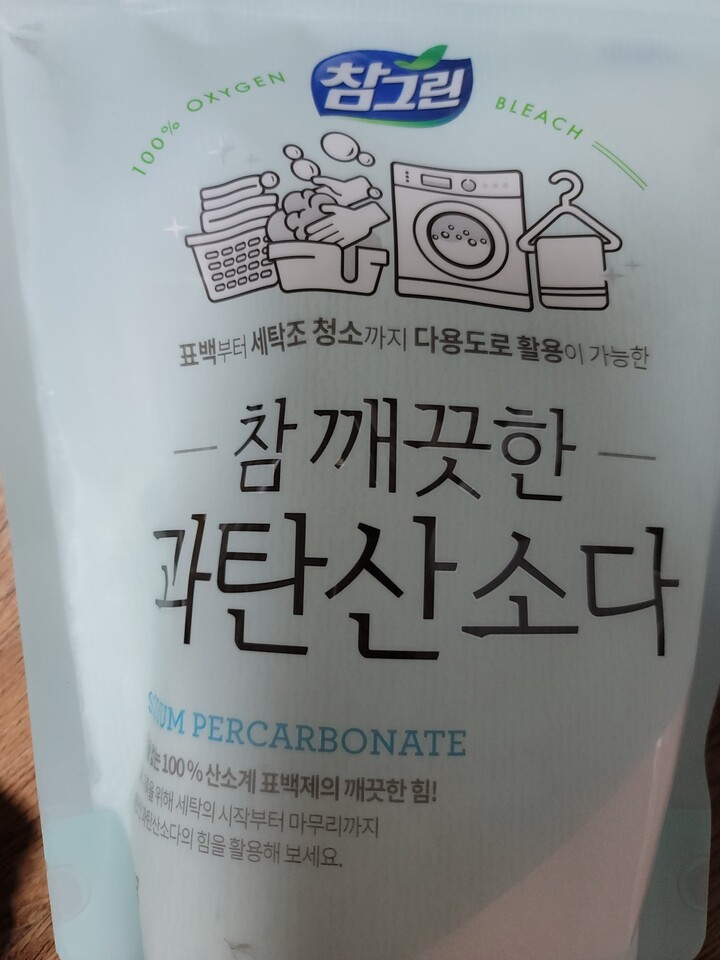 100% OXYGEN
참그린
BLEACH
표백부터 세탁조 청소까지 다용도로 활용이 가능한
참 깨끗한
과탄산소다
PERCARBONATE
100% 산소계 표백제의 깨끗한 힘!
위해 세탁의 시작부터 마무리까지
과탄산소다의 힘을 활용해 보세요.